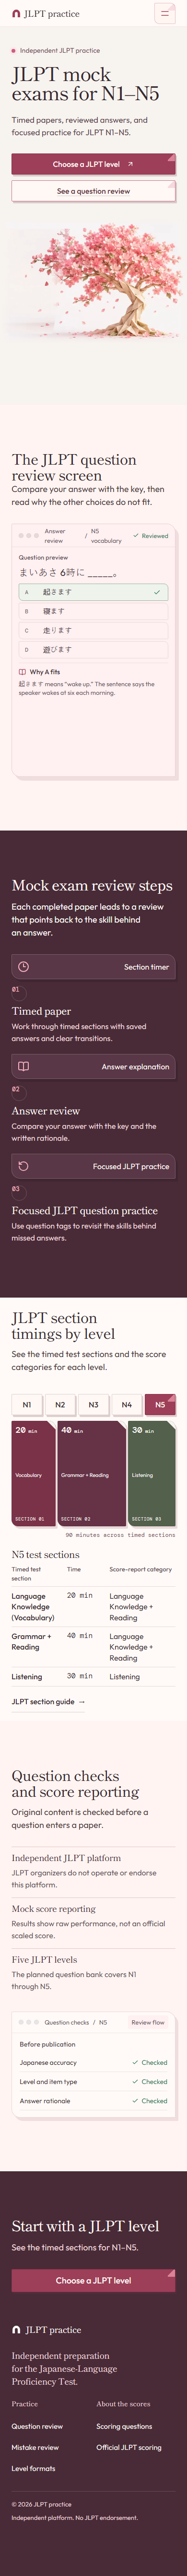 JLPT practice
Independent JLPT practice
JLPT mock
exams for N1–N5
Timed papers, reviewed answers, and
focused practice for JLPT N1–N5.
Choose a JLPT level ↗
See a question review
The JLPT question
review screen
Compare your answer with the key, then
read why the other choices do not fit.
Answer review / N5 vocabulary Reviewed
Question preview
まいあさ 6時に _____。
A 起きます
B 寝ます
C 走ります
D 遊びます
Why A fits
起きます means “wake up.” The sentence says the
speaker wakes at six each morning.
Mock exam review steps
Each completed paper leads to a review
that points back to the skill behind
an answer.
Section timer
01
Timed paper
Work through timed sections with saved
answers and clear transitions.
Answer explanation
02
Answer review
Compare your answer with the key and the
written rationale.
Focused JLPT practice
03
Focused JLPT question practice
Use question tags to revisit the skills behind
missed answers.
JLPT section
timings by level
See the timed test sections and the score
categories for each level.
N1 N2 N3 N4 N5
20 min 40 min 30 min
Vocabulary Grammar + Reading Listening
SECTION 01 SECTION 02 SECTION 03
90 minutes across timed sections
N5 test sections
Timed test section Time Score-report category
Language Knowledge (Vocabulary) 20 min Language Knowledge + Reading
Grammar + Reading 40 min Language Knowledge + Reading
Listening 30 min Listening
JLPT section guide →
Question checks
and score reporting
Original content is checked before a
question enters a paper.
Independent JLPT platform
JLPT organizers do not operate or endorse
this platform.
Mock score reporting
Results show raw performance, not an official
scaled score.
Five JLPT levels
The planned question bank covers N1
through N5.
Question checks / N5 Review flow
Before publication
Japanese accuracy Checked
Level and item type Checked
Answer rationale Checked
Start with a JLPT level
See the timed sections for N1–N5.
Choose a JLPT level
JLPT practice
Independent preparation
for the Japanese-Language
Proficiency Test.
Practice About the scores
Question review Scoring questions
Mistake review Official JLPT scoring
Level formats
© 2026 JLPT practice
Independent platform. No JLPT endorsement.